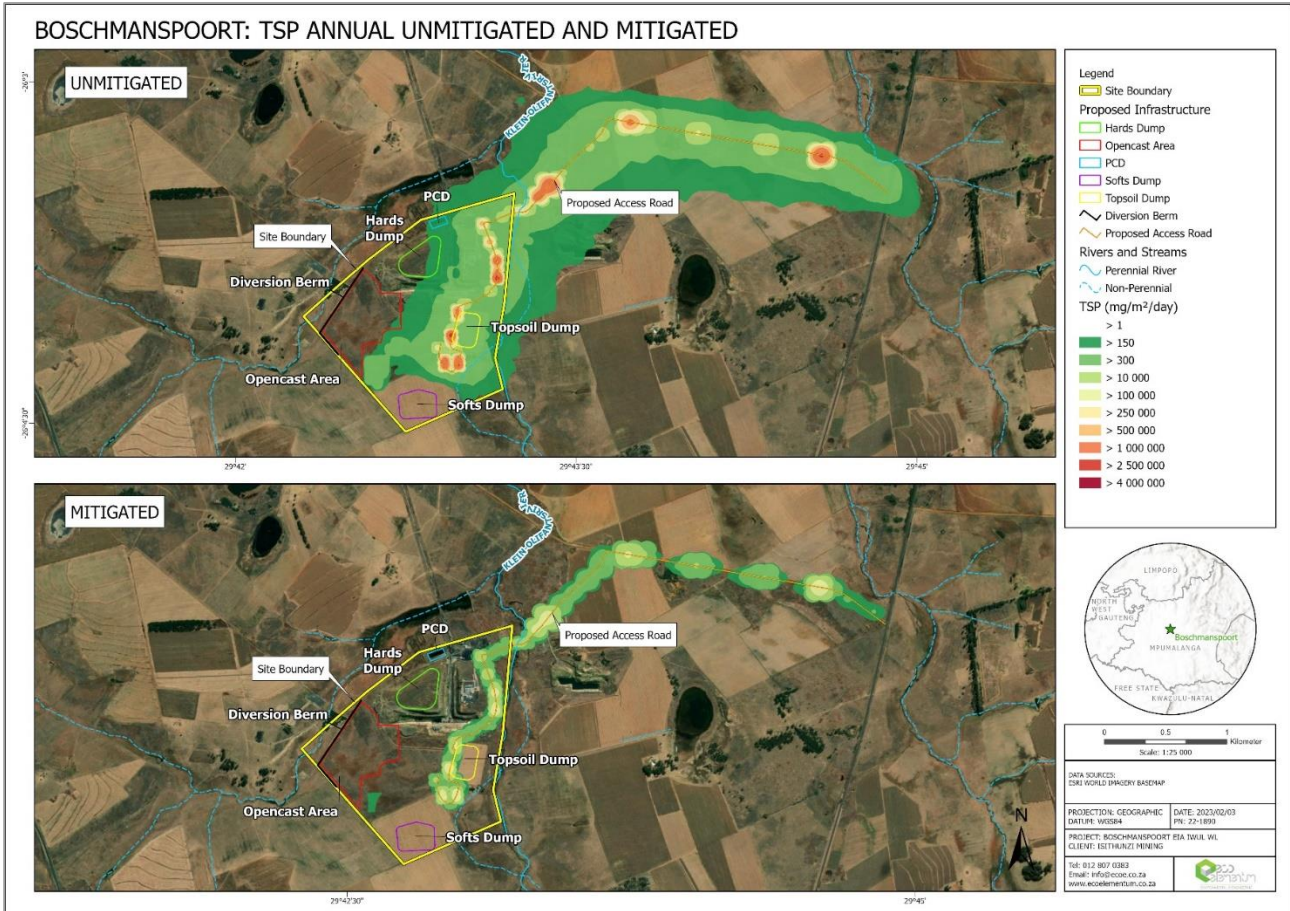 BOSCHMANSPOORT: TSP ANNUAL UNMITIGATED AND MITIGATED
UNMITIGATED
-26°3'
-26°4'30"
KLEIN-OLIFANTSRIVIER
PCD
Hards
Dump
Site Boundary
Proposed Access Road
Diversion Berm
Topsoil Dump
Opencast Area
Softs Dump
29°42'
29°43'30"
29°45'
MITIGATED
PCD
Hards
Dump
Site Boundary
Proposed Access Road
Diversion Berm
Topsoil Dump
Opencast Area
Softs Dump
N
29°42'30"
29°45'
Legend
Site Boundary
Proposed Infrastructure
Hards Dump
Opencast Area
PCD
Softs Dump
Topsoil Dump
Diversion Berm
Proposed Access Road
Rivers and Streams
Perennial River
Non-Perennial
TSP (mg/m²/day)
> 1
> 150
> 300
> 10 000
> 100 000
> 250 000
> 500 000
> 1 000 000
> 2 500 000
> 4 000 000
LIMPOPO
NORTH
WEST
GAUTENG
Boschmanspoort
MPUMALANGA
FREE STATE
KWAZULU-NATAL
0 0.5 1
Kilometer
Scale: 1:25 000
DATA SOURCES:
ESRI WORLD IMAGERY BASEMAP
PROJECTION: GEOGRAPHIC
DATUM: WGS84
DATE: 2023/02/03
PN: 22-1890
PROJECT: BOSCHMANSPOORT EIA IWUL WL
CLIENT: ISITHUNZI MINING
Tel: 012 807 0383
Email: info@ecoe.co.za
www.ecoelementum.co.za
eco
elementum